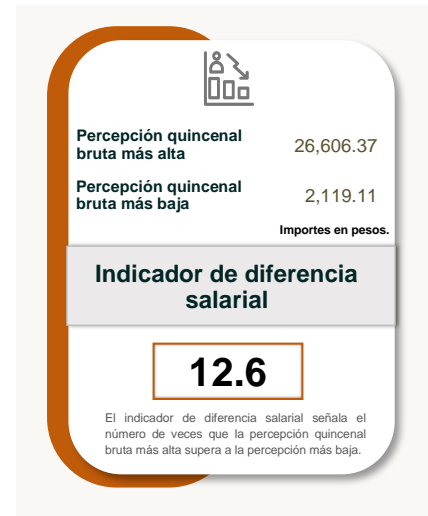 Percepción quincenal
bruta más alta
26,606.37
Percepción quincenal
bruta más baja
2,119.11
Importes en pesos.
Indicador de diferencia
salarial
12.6
El indicador de diferencia salarial señala el
número de veces que la percepción quincenal
bruta más alta supera a la percepción más baja.